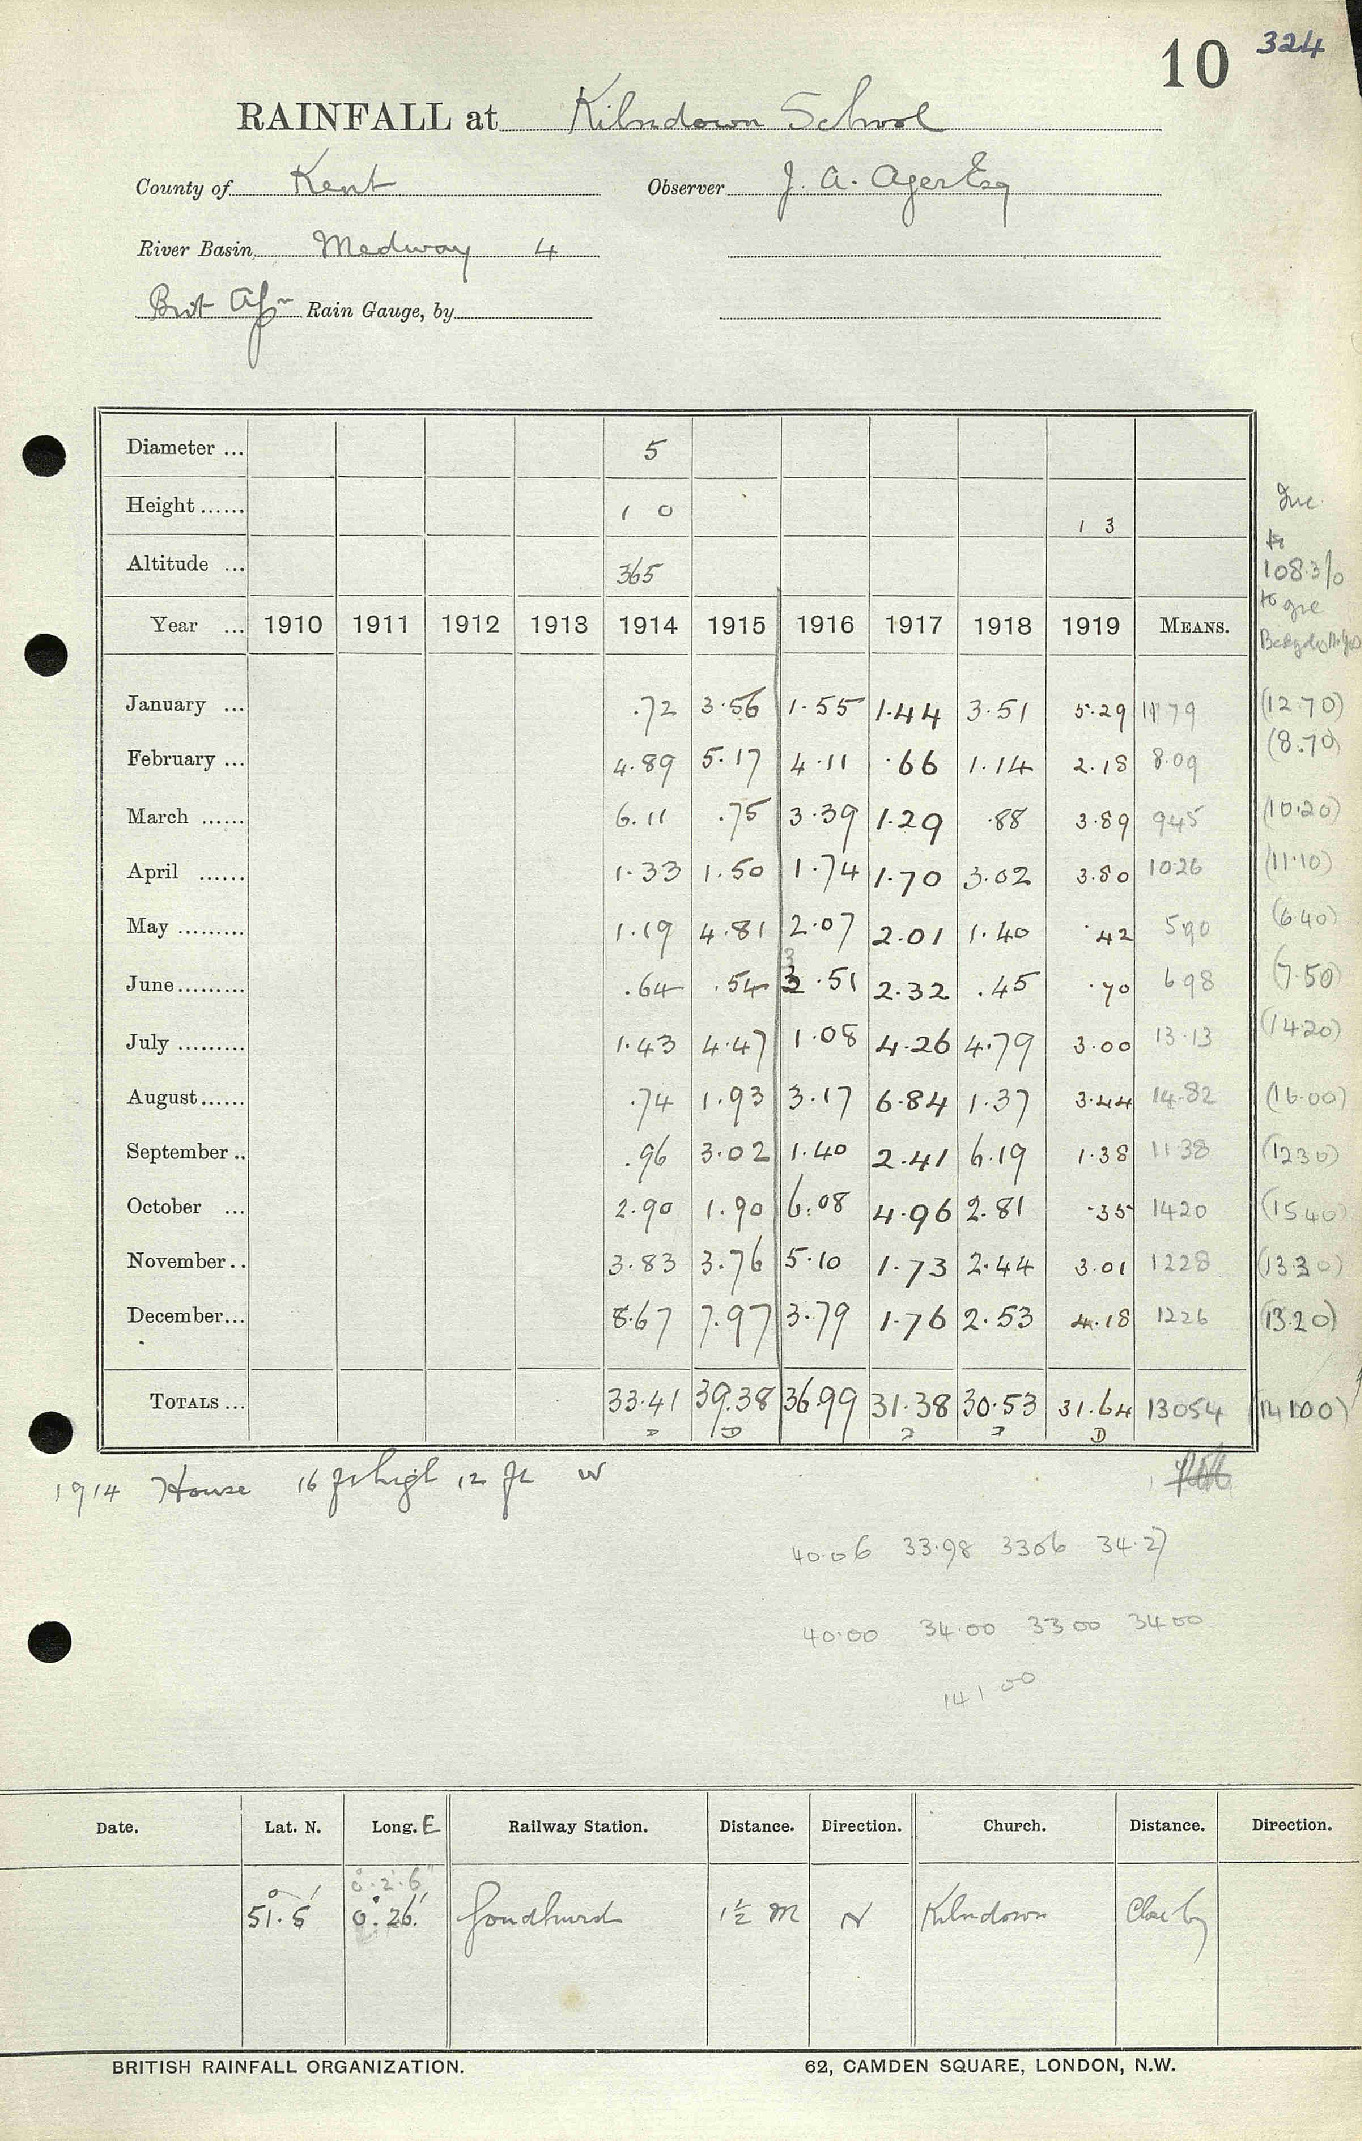 10 324
RAINFALL at Kilndown School
County of Kent Observer J. A. Ager Esq
River Basin, Medway 4
Brit Assn Rain Gauge, by
Diameter ... 5
Height ...... 1 0 1 3
Altitude ... 365
Inc.
to
108.3%
to give
Year ... 1910 1911 1912 1913 1914 1915 1916 1917 1918 1919 MEANS.
January ... .72 3.56 1.55 1.44 3.51 5.29 11 79 (12.70)
February ... 4.89 5.17 4.11 .66 1.14 2.18 8.09 (8.70)
March ...... 6.11 .75 3.39 1.29 .88 3.89 945 (10.20)
April ...... 1.33 1.50 1.74 1.70 3.02 3.80 1026 (11.10)
May ......... 1.19 4.81 2.07 2.01 1.40 .42 590 (6.40)
3
June ......... .64 .54 3.51 2.32 .45 .70 698 (7.50)
July ......... 1.43 4.47 1.08 4.26 4.79 3.00 13.13 (14.20)
August ...... .74 1.93 3.17 6.84 1.37 3.44 14.82 (16.00)
September .. .96 3.02 1.40 2.41 6.19 1.38 11 38 (12 30)
October ... 2.90 1.90 6.08 4.96 2.81 .35 1420 (15 40)
November .. 3.83 3.76 5.10 1.73 2.44 3.01 1228 (13.30)
December ... 8.67 7.97 3.79 1.76 2.53 4.18 1226 (13.20)
TOTALS ... 33.41 39.38 36.99 31.38 30.53 31.64 13054 (141.00)
D D D D D
1914 House 16 ft high 12 ft W
40.06 33.98 3306 34.27
40.00 34.00 33 00 34 00
141 00
Date. Lat. N. Long. E Railway Station. Distance. Direction. Church. Distance. Direction.
0.2.6"
51° 5' 0° 26' Goudhurst 1½ M N Kilndown Close by
BRITISH RAINFALL ORGANIZATION. 62, CAMDEN SQUARE, LONDON, N.W.